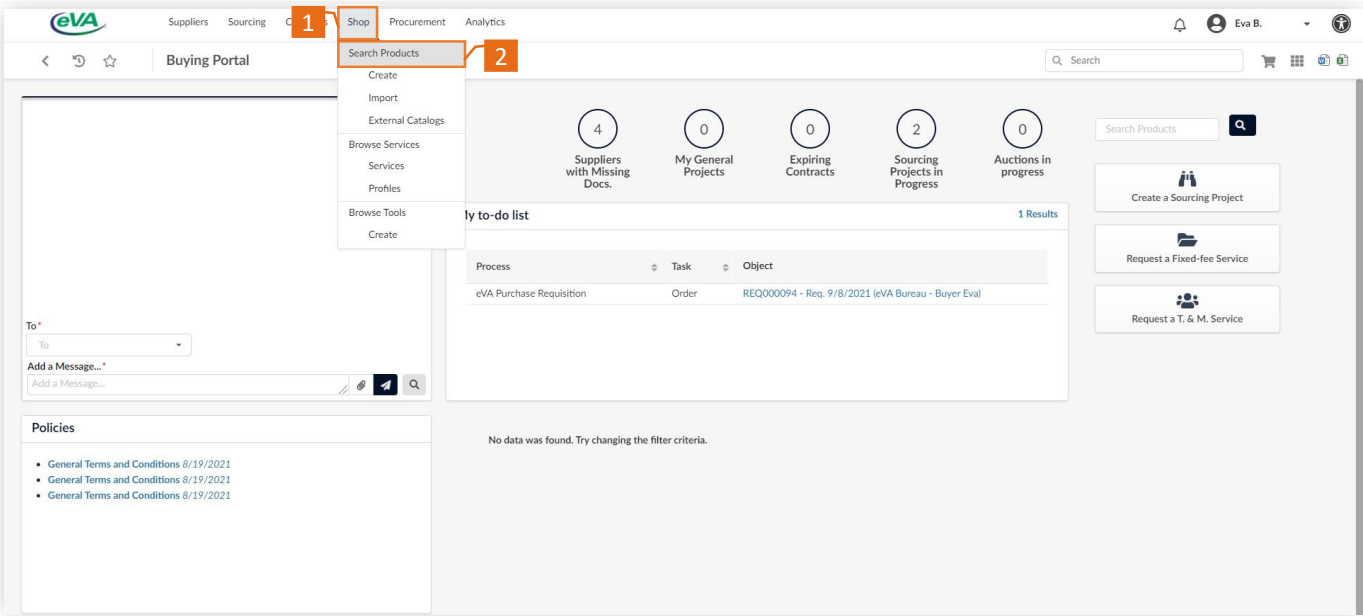 eVA
Suppliers Sourcing C 1 s Shop Procurement Analytics
Eva B.
Buying Portal
Search
Search Products 2
Create
Import
External Catalogs
Browse Services
Services
Profiles
Browse Tools
Create
4
Suppliers
with Missing
Docs.
0
My General
Projects
0
Expiring
Contracts
2
Sourcing
Projects in
Progress
0
Auctions in
progress
Search Products
Create a Sourcing Project
Request a Fixed-fee Service
Request a T. & M. Service
ly to-do list 1 Results
Process Task Object
eVA Purchase Requisition Order REQ000094 - Req. 9/8/2021 (eVA Bureau - Buyer Eva)
To*
To
Add a Message...*
Add a Message...
Policies
General Terms and Conditions 8/19/2021
General Terms and Conditions 8/19/2021
General Terms and Conditions 8/19/2021
No data was found. Try changing the filter criteria.